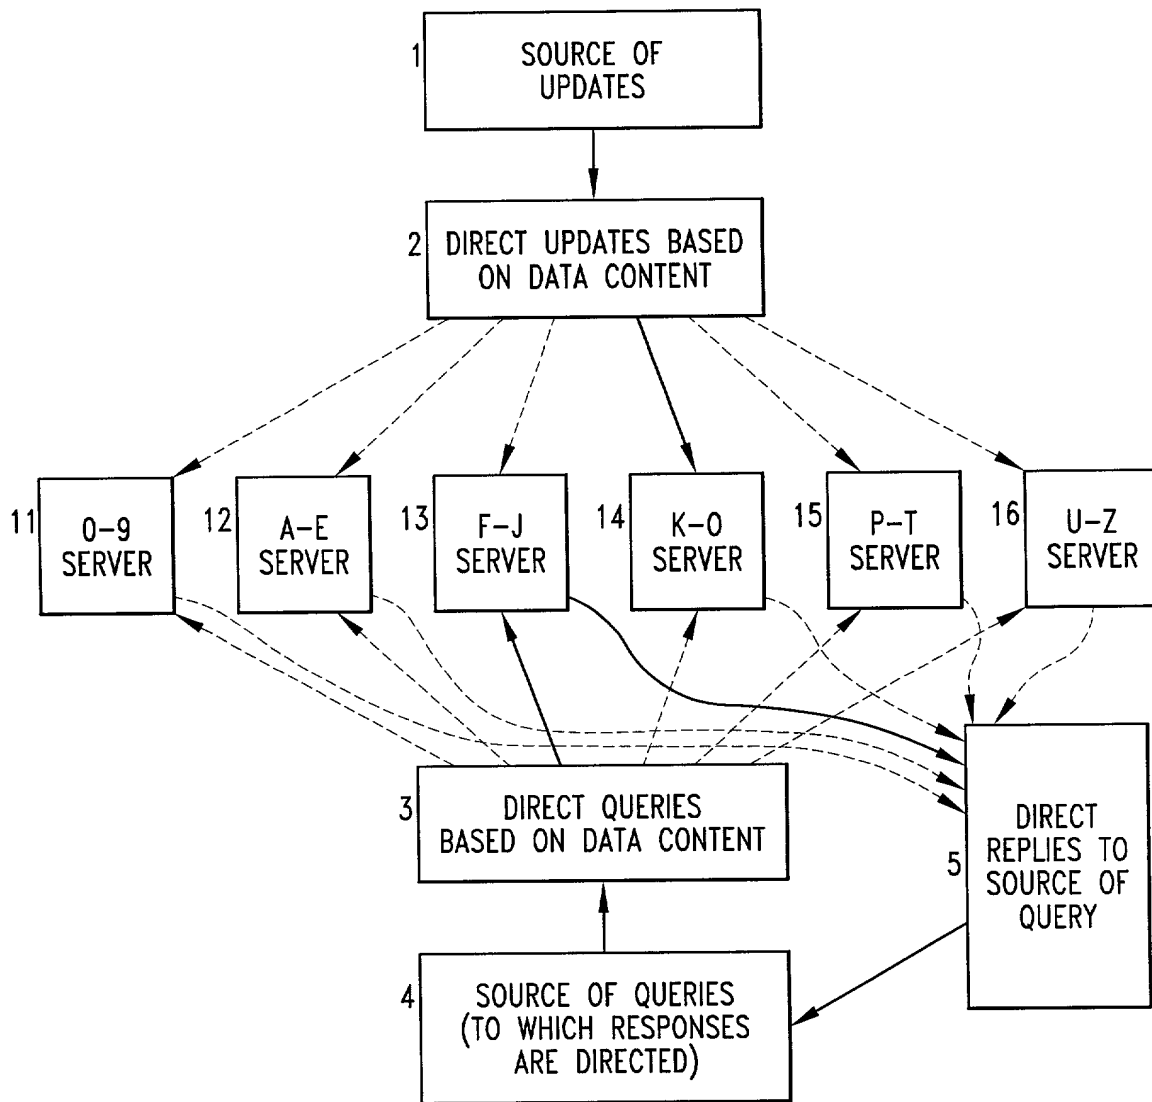 1
SOURCE OF
UPDATES
2
DIRECT UPDATES BASED
ON DATA CONTENT
11
0-9
SERVER
12
A-E
SERVER
13
F-J
SERVER
14
K-O
SERVER
15
P-T
SERVER
16
U-Z
SERVER
3
DIRECT QUERIES
BASED ON DATA CONTENT
5
DIRECT
REPLIES TO
SOURCE OF
QUERY
4
SOURCE OF QUERIES
(TO WHICH RESPONSES
ARE DIRECTED)